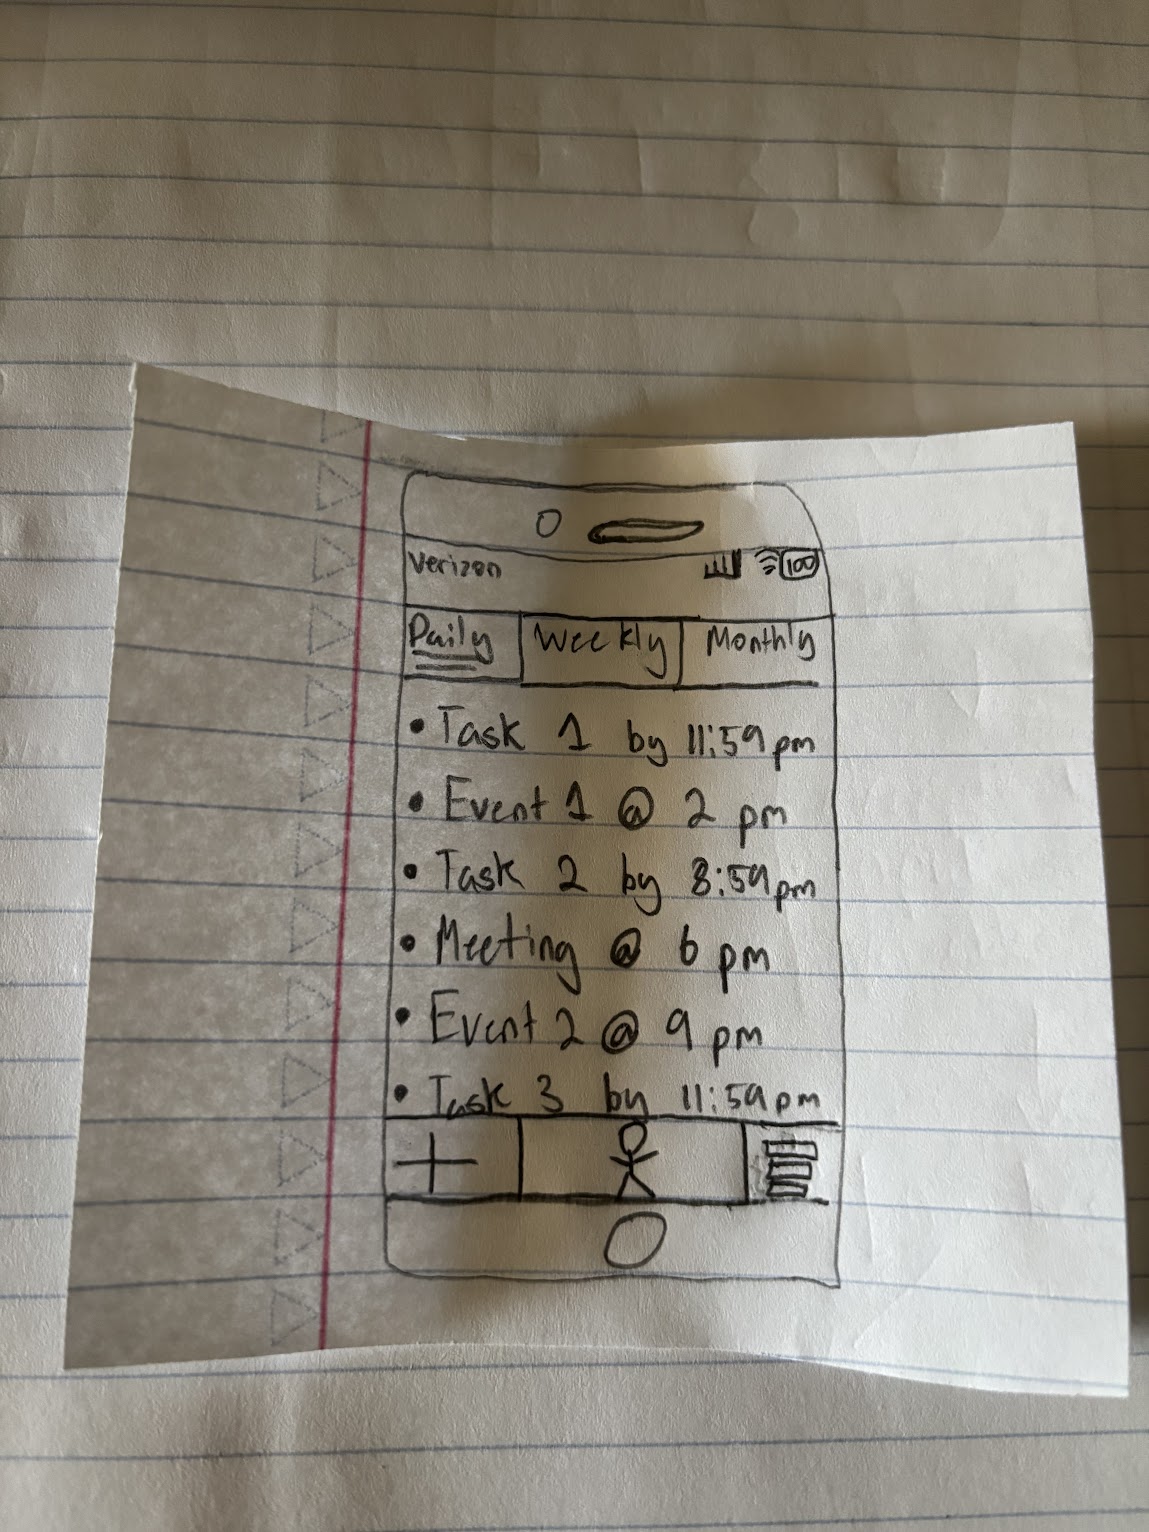 Verizon 100
Daily Weekly Monthly
• Task 1 by 11:59 pm
• Event 1 @ 2 pm
• Task 2 by 8:59 pm
• Meeting @ 6 pm
• Event 2 @ 9 pm
• Task 3 by 11:59 pm